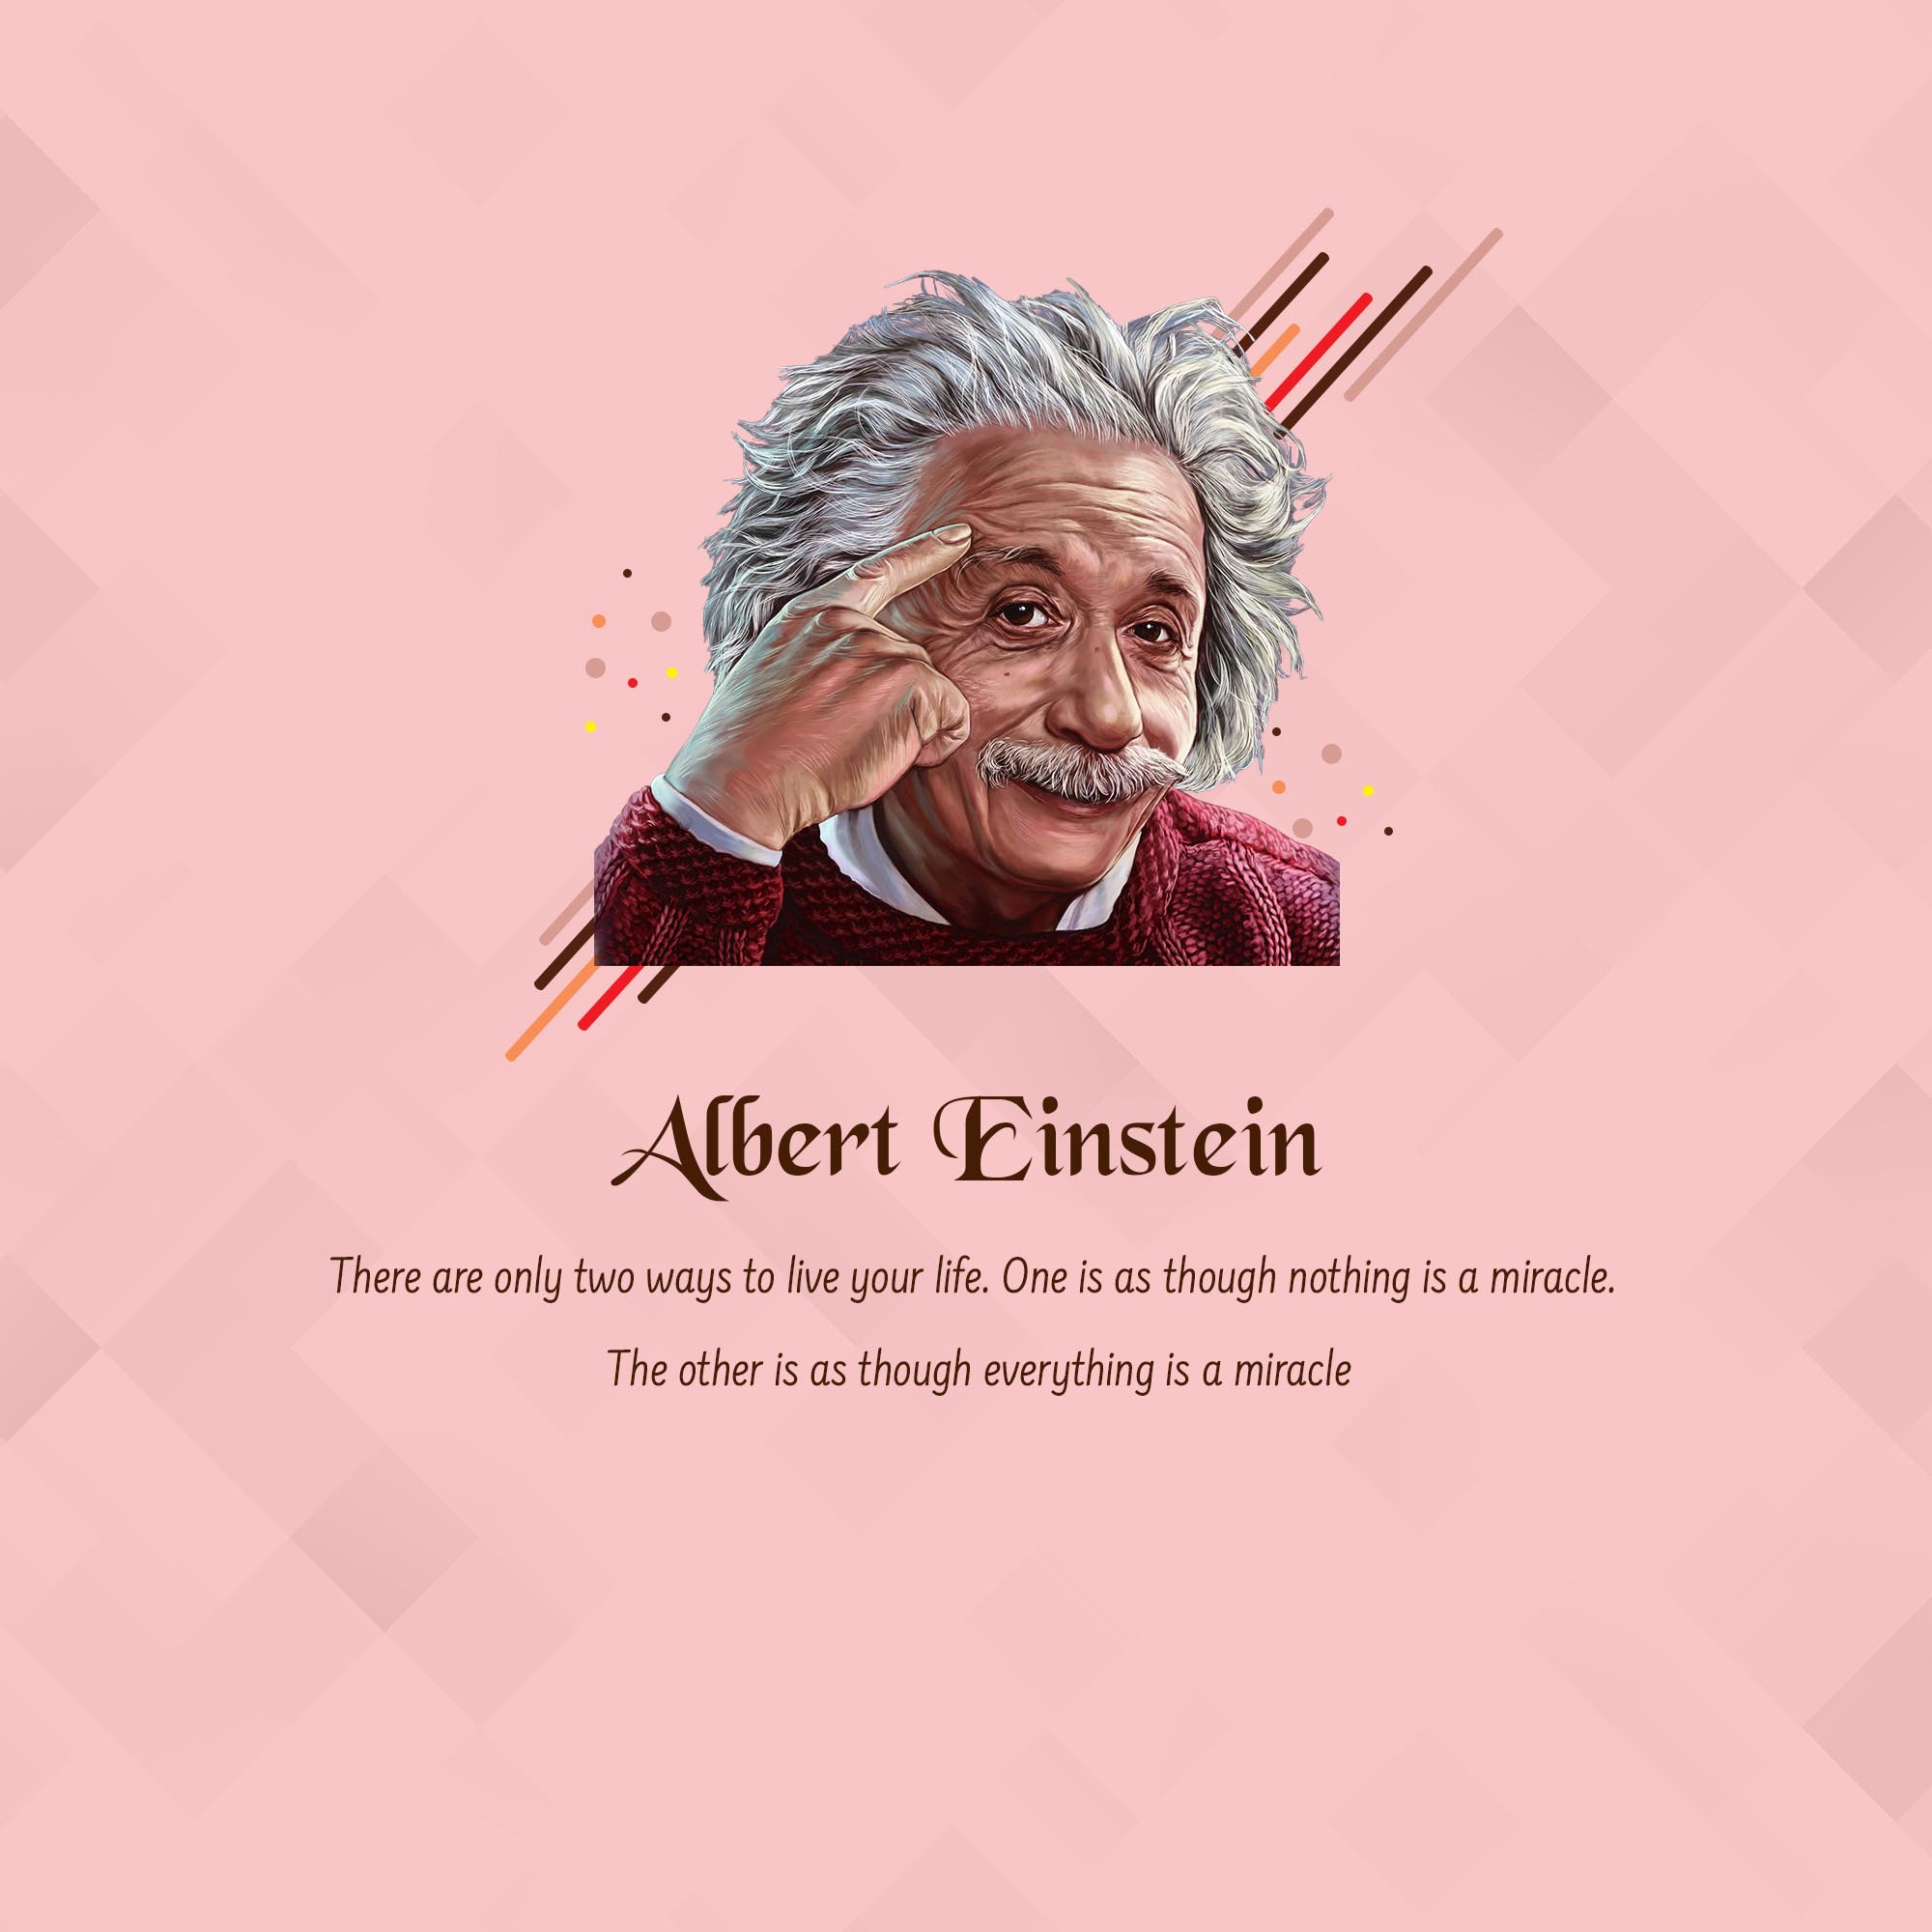 Albert Einstein
There are only two ways to live your life. One is as though nothing is a miracle.
The other is as though everything is a miracle